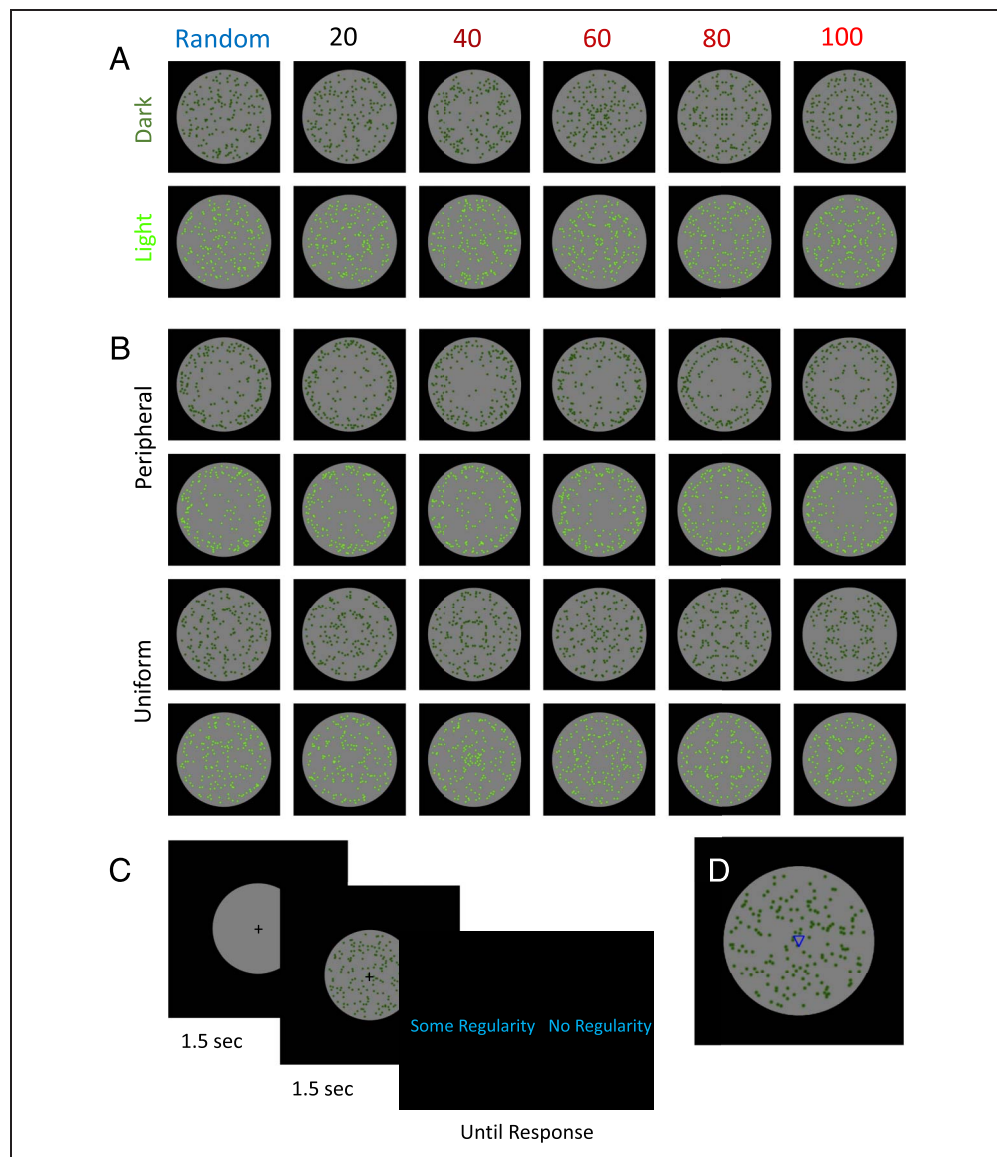 Random 20 40 60 80 100
A
Dark
Light
B
Peripheral
Uniform
C
1.5 sec
1.5 sec
Some Regularity No Regularity
Until Response
D